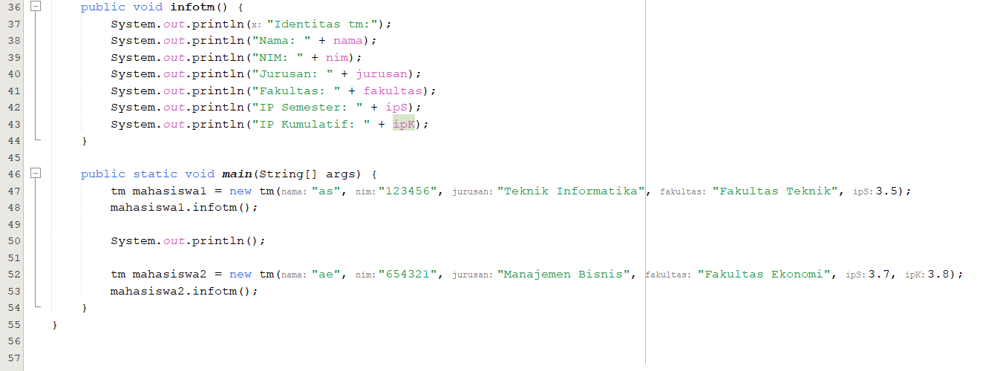 36 public void infotm() {
37 System.out.println(x: "Identitas tm:");
38 System.out.println("Nama: " + nama);
39 System.out.println("NIM: " + nim);
40 System.out.println("Jurusan: " + jurusan);
41 System.out.println("Fakultas: " + fakultas);
42 System.out.println("IP Semester: " + ipS);
43 System.out.println("IP Kumulatif: " + ipK);
44 }
45
46 public static void main(String[] args) {
47 tm mahasiswa1 = new tm(nama: "as", nim: "123456", jurusan: "Teknik Informatika", fakultas: "Fakultas Teknik", ipS: 3.5);
48 mahasiswa1.infotm();
49
50 System.out.println();
51
52 tm mahasiswa2 = new tm(nama: "ae", nim: "654321", jurusan: "Manajemen Bisnis", fakultas: "Fakultas Ekonomi", ipS: 3.7, ipK: 3.8);
53 mahasiswa2.infotm();
54 }
55 }
56
57